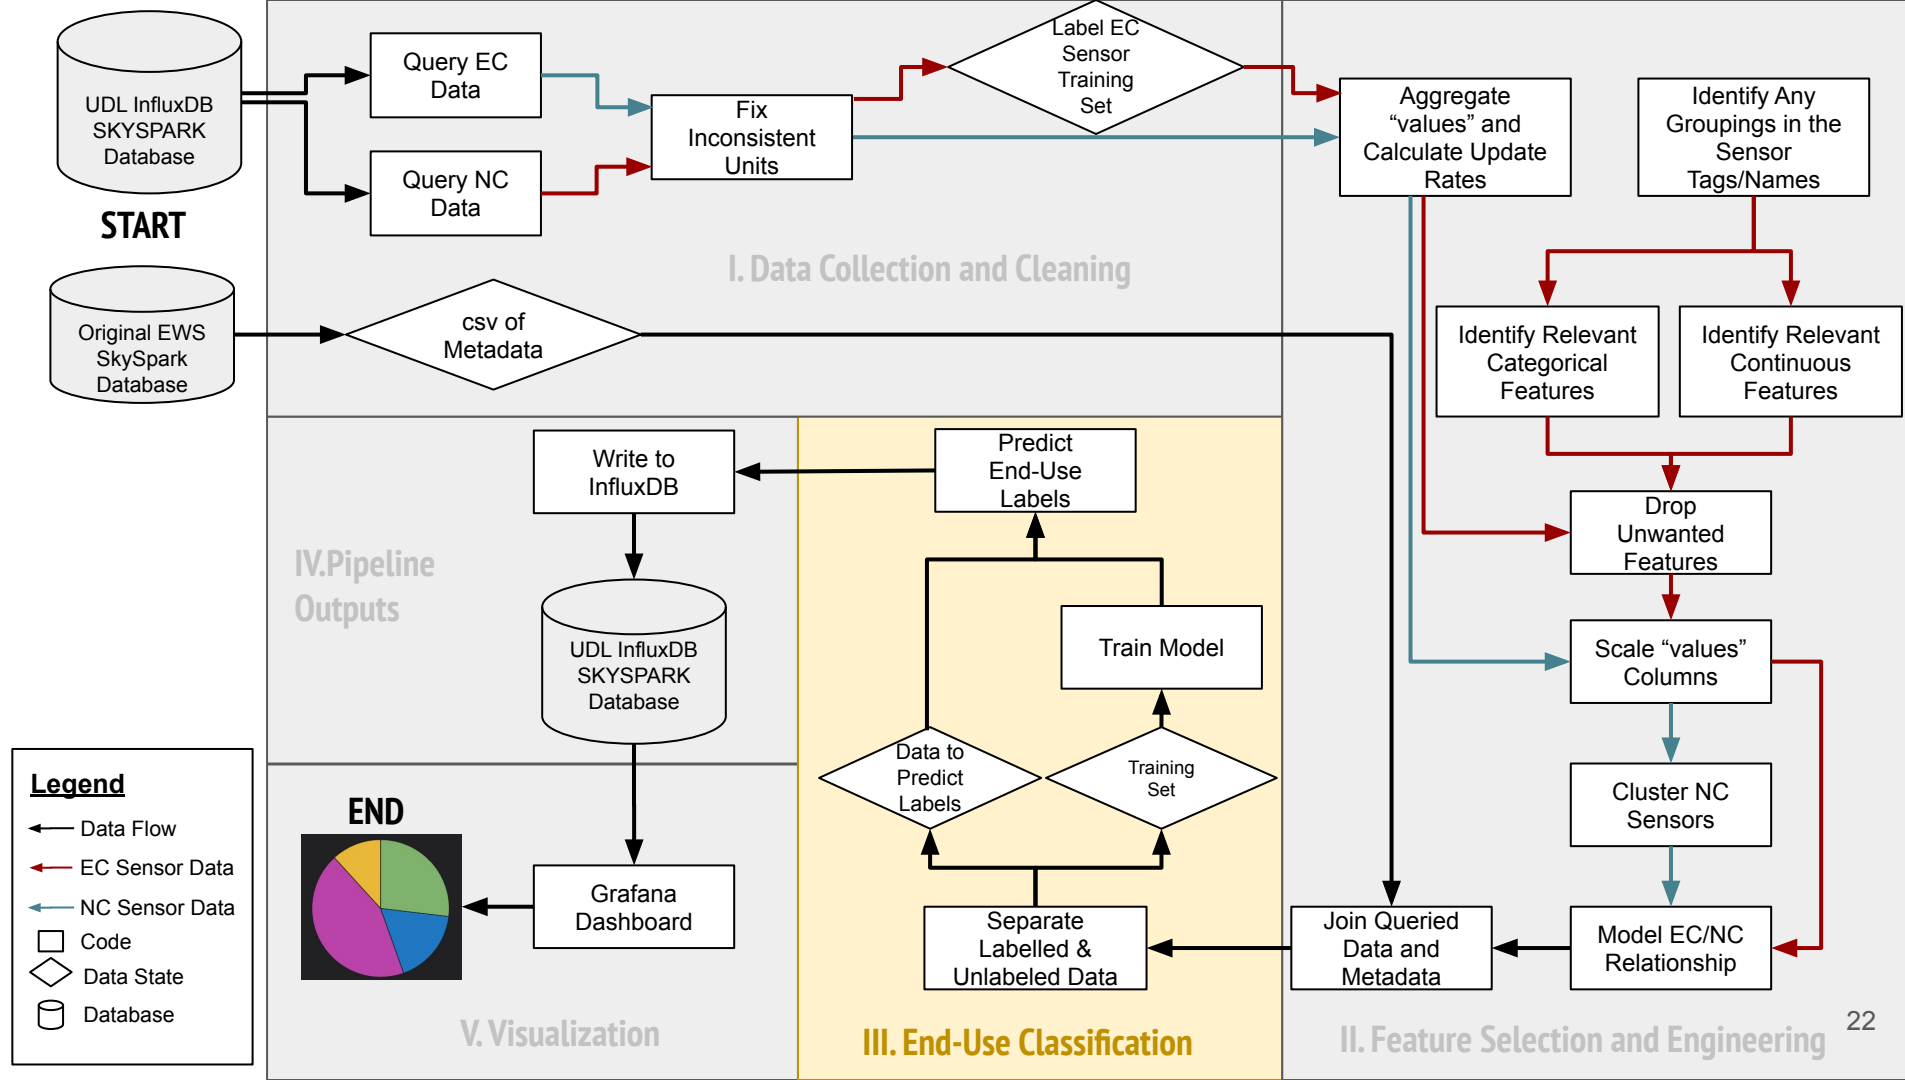 UDL InfluxDB
SKYSPARK
Database
START
Original EWS
SkySpark
Database
Query EC
Data
Query NC
Data
Fix
Inconsistent
Units
Label EC
Sensor
Training
Set
I. Data Collection and Cleaning
csv of
Metadata
Aggregate
“values” and
Calculate Update
Rates
Identify Any
Groupings in the
Sensor
Tags/Names
Identify Relevant
Categorical
Features
Identify Relevant
Continuous
Features
Drop
Unwanted
Features
Scale “values”
Columns
Cluster NC
Sensors
Model EC/NC
Relationship
Join Queried
Data and
Metadata
II. Feature Selection and Engineering
22
Separate
Labelled &
Unlabeled Data
Data to
Predict
Labels
Training
Set
Train Model
Predict
End-Use
Labels
III. End-Use Classification
Write to
InfluxDB
IV.Pipeline
Outputs
UDL InfluxDB
SKYSPARK
Database
Grafana
Dashboard
END
V. Visualization
Legend
Data Flow
EC Sensor Data
NC Sensor Data
Code
Data State
Database